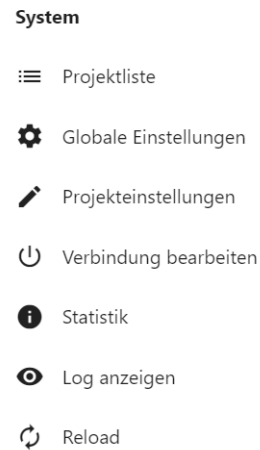 System
Projektliste
Globale Einstellungen
Projekteinstellungen
Verbindung bearbeiten
Statistik
Log anzeigen
Reload